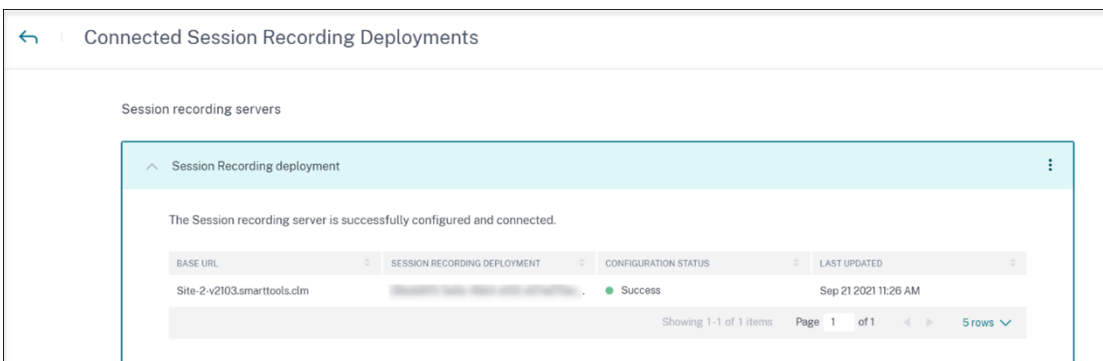 Connected Session Recording Deployments
Session recording servers
Session Recording deployment
The Session recording server is successfully configured and connected.
BASE URL SESSION RECORDING DEPLOYMENT CONFIGURATION STATUS LAST UPDATED
Site-2-v2103.smarttools.clm . Success Sep 21 2021 11:26 AM
Showing 1-1 of 1 items Page 1 of 1 5 rows